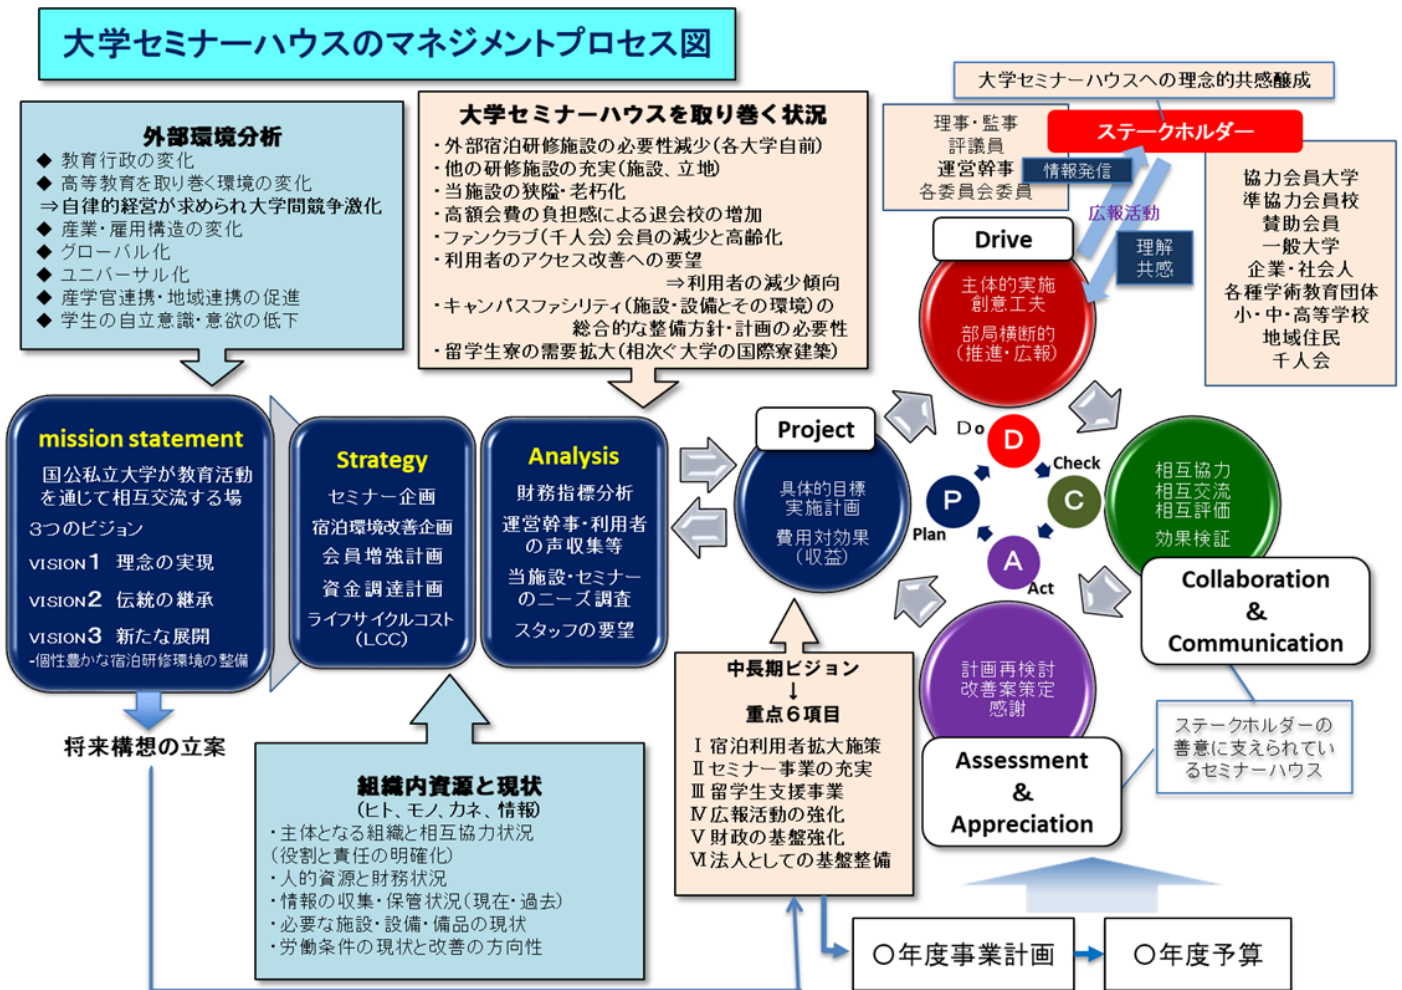 大学セミナーハウスのマネジメントプロセス図
外部環境分析
◆ 教育行政の変化
◆ 高等教育を取り巻く環境の変化
⇒自律的経営が求められ大学間競争激化
◆ 産業・雇用構造の変化
◆ グローバル化
◆ ユニバーサル化
◆ 産学官連携・地域連携の促進
◆ 学生の自立意識・意欲の低下
大学セミナーハウスを取り巻く状況
・外部宿泊研修施設の必要性減少(各大学自前)
・他の研修施設の充実(施設、立地)
・当施設の狭隘・老朽化
・高額会費の負担感による退会校の増加
・ファンクラブ(千人会)会員の減少と高齢化
・利用者のアクセス改善への要望
⇒利用者の減少傾向
・キャンパスファシリティ(施設・設備とその環境)の
総合的な整備方針・計画の必要性
・留学生寮の需要拡大(相次ぐ大学の国際寮建築)
大学セミナーハウスへの理念的共感醸成
理事・監事
評議員
運営幹事
各委員会委員
ステークホルダー
情報発信
広報活動
理解
共感
協力会員大学
準協力会員校
賛助会員
一般大学
企業・社会人
各種学術教育団体
小・中・高等学校
地域住民
千人会
Drive
主体的実施
創意工夫
部局横断的
(推進・広報)
mission statement
国公私立大学が教育活動
を通じて相互交流する場
3つのビジョン
VISION1 理念の実現
VISION2 伝統の継承
VISION3 新たな展開
-個性豊かな宿泊研修環境の整備
将来構想の立案
Strategy
セミナー企画
宿泊環境改善企画
会員増強計画
資金調達計画
ライフサイクルコスト
(LCC)
Analysis
財務指標分析
運営幹事・利用者
の声収集等
当施設・セミナー
のニーズ調査
スタッフの要望
Project
具体的目標
実施計画
費用対効果
(収益)
Do
D
Check
C
P
Plan
A
Act
相互協力
相互交流
相互評価
効果検証
Collaboration
&
Communication
計画再検討
改善案策定
感謝
Assessment
&
Appreciation
ステークホルダーの
善意に支えられてい
るセミナーハウス
組織内資源と現状
(ヒト、モノ、カネ、情報)
・主体となる組織と相互協力状況
(役割と責任の明確化)
・人的資源と財務状況
・情報の収集・保管状況(現在・過去)
・必要な施設・設備・備品の現状
・労働条件の現状と改善の方向性
中長期ビジョン
↓
重点6項目
Ⅰ 宿泊利用者拡大施策
Ⅱ セミナー事業の充実
Ⅲ 留学生支援事業
Ⅳ 広報活動の強化
Ⅴ 財政の基盤強化
Ⅵ 法人としての基盤整備
〇年度事業計画
〇年度予算